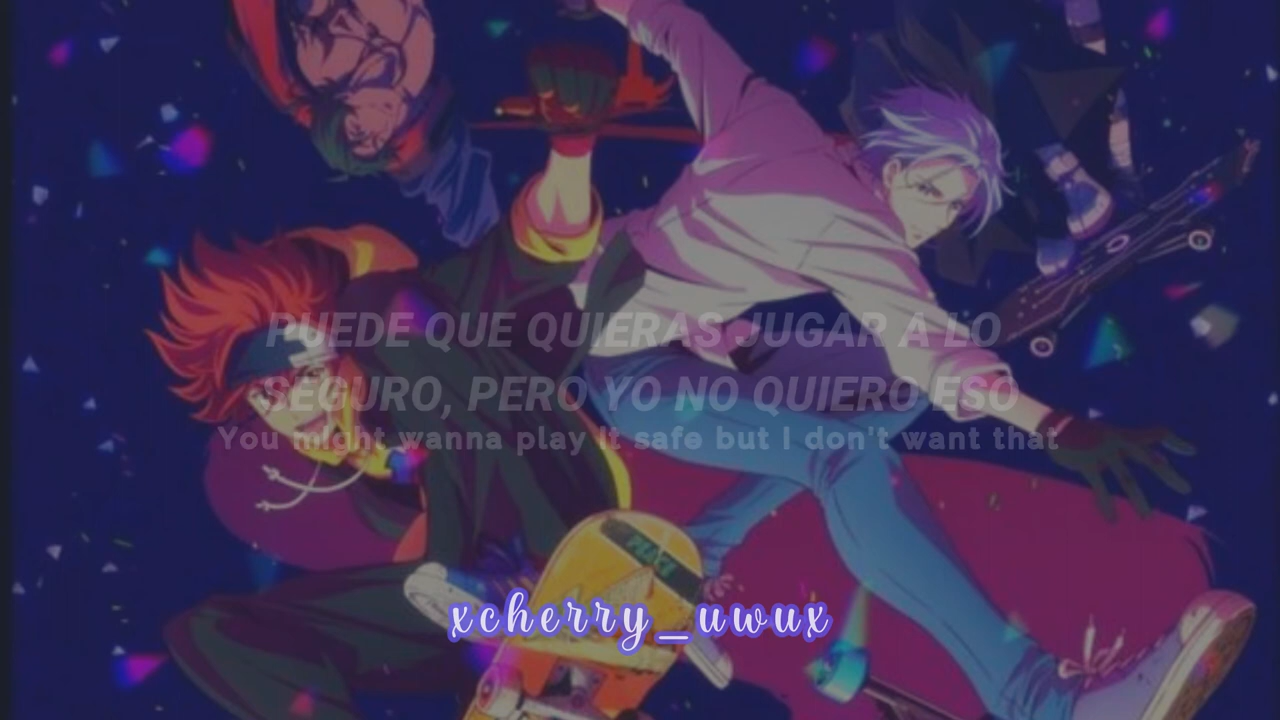 PUEDE QUE QUIERAS JUGAR A LO
SEGURO, PERO YO NO QUIERO ESO
You might wanna play it safe but I don't want that
xcherry_uwux